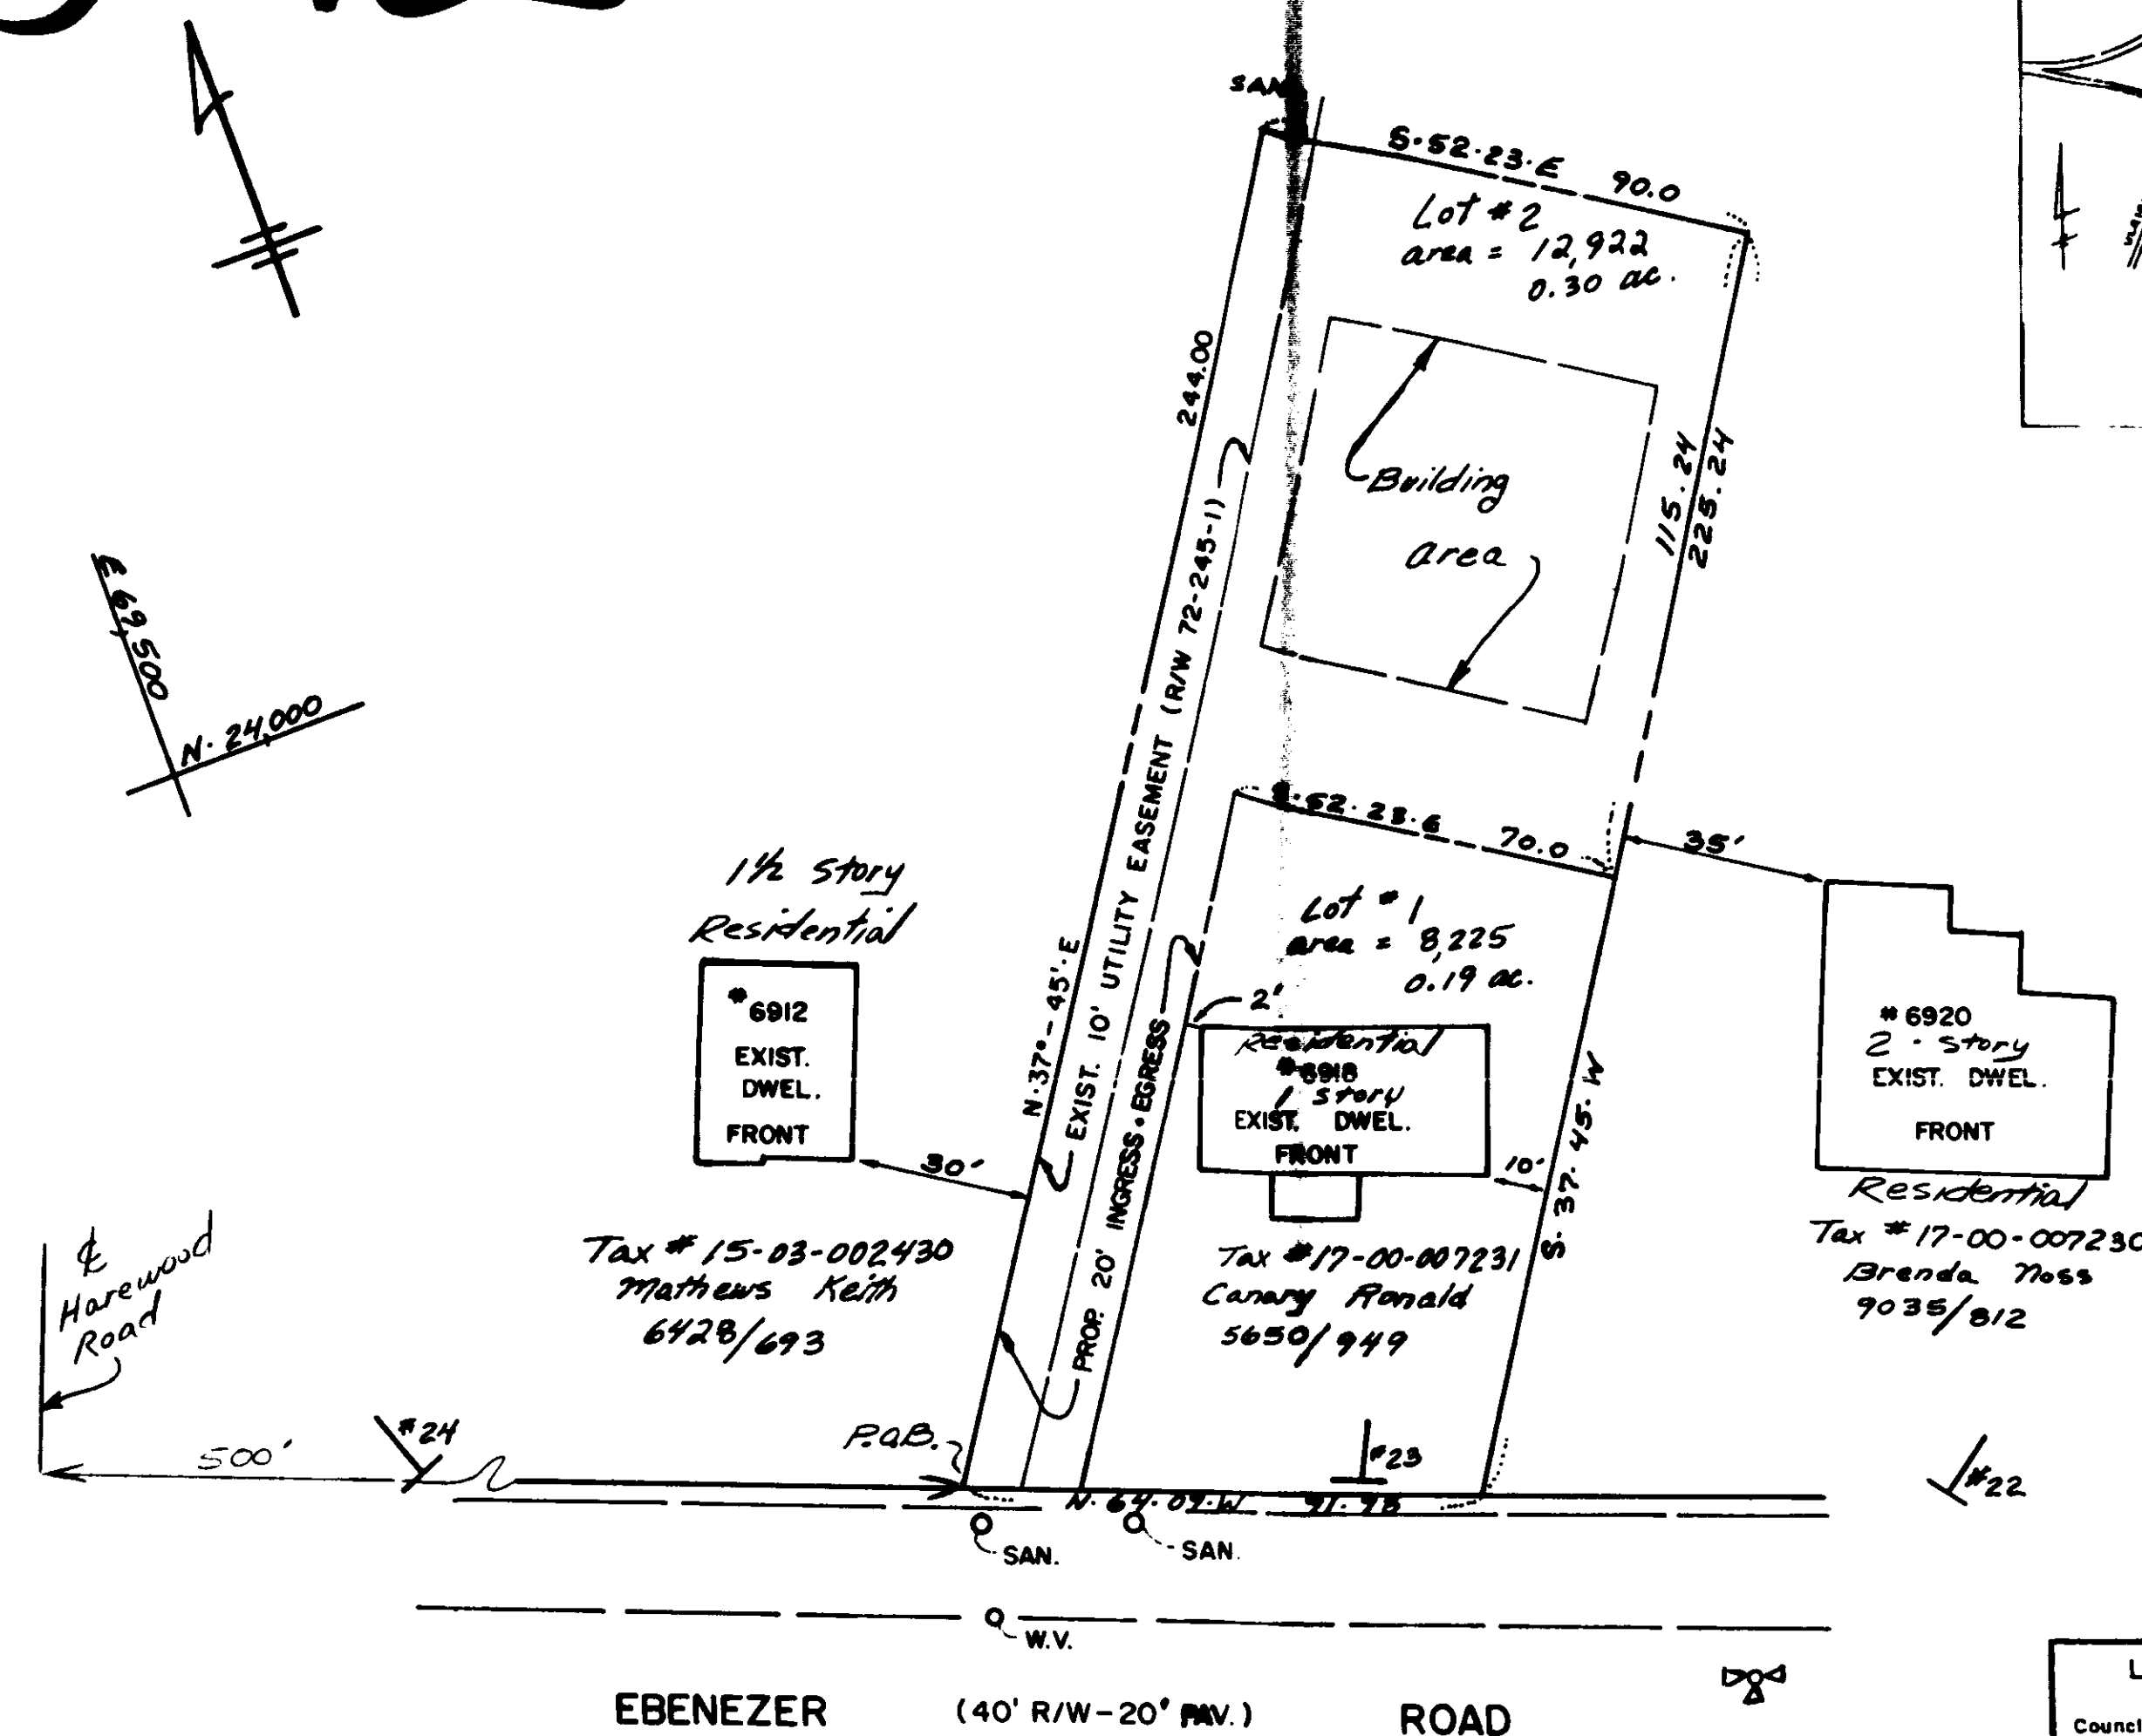 SAN
S·52·23·E 90.0
Lot #2
area = 12,922
0.30 ac.
244.00
Building
area
115.24
225.24
EXIST. 10' UTILITY EASEMENT (R/W 72-245-1)
E 69,500
N· 24,000
S·52·23·E 70.0
35'
1½ story
Residential
#6912
EXIST.
DWEL.
FRONT
30'
N·37°-45'·E
PROP. 20' INGRESS·EGRESS
Lot #1
area = 8,225
0.19 ac.
2'
Residential
#6918
1 story
EXIST. DWEL.
FRONT
10'
S·37·45·W
#6920
2 - story
EXIST. DWEL.
FRONT
Residential
Tax #17-00-007230
Brenda Noss
9035/812
Tax # 15-03-002430
Mathews Keith
6428/693
Tax #17-00-007231
Canary Ronald
5650/949
℄
Harewood
Road
500'
#24
P.O.B.
#23
#22
N·64·09·W 91.98
SAN.
SAN.
W.V.
EBENEZER (40' R/W-20' PAV.) ROAD
L
Counci